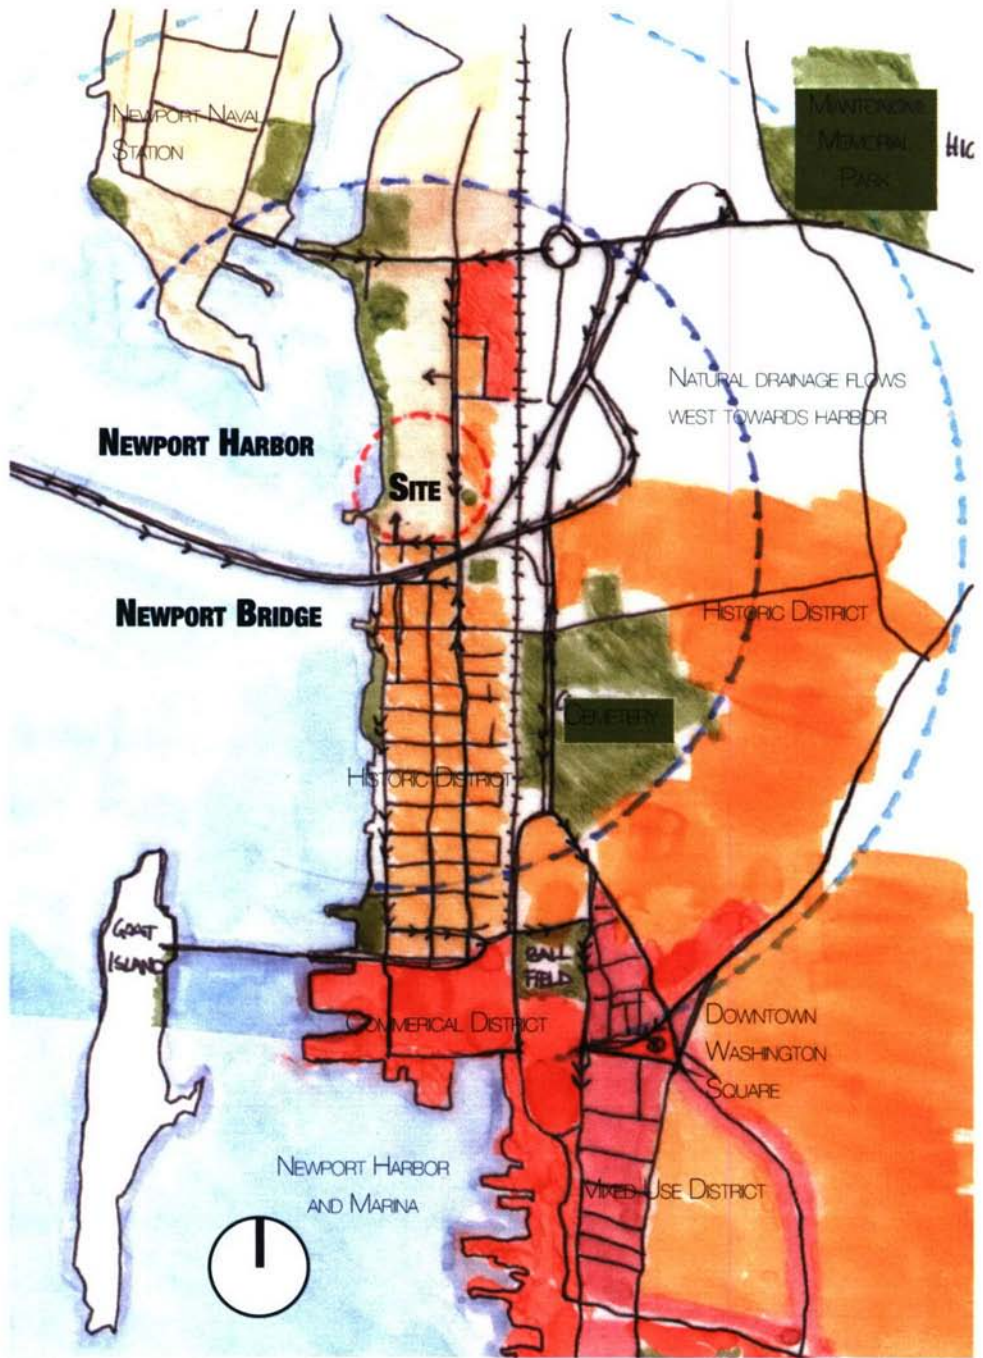 NEWPORT NAVAL
STATION
MIANTONOMI
MEMORIAL
PARK
NATURAL DRAINAGE FLOWS
WEST TOWARDS HARBOR
NEWPORT HARBOR
SITE
NEWPORT BRIDGE
HISTORIC DISTRICT
CEMETERY
HISTORIC DISTRICT
GOAT
ISLAND
BALL
FIELD
COMMERICAL DISTRICT
DOWNTOWN
WASHINGTON
SQUARE
NEWPORT HARBOR
AND MARINA
MIXED USE DISTRICT